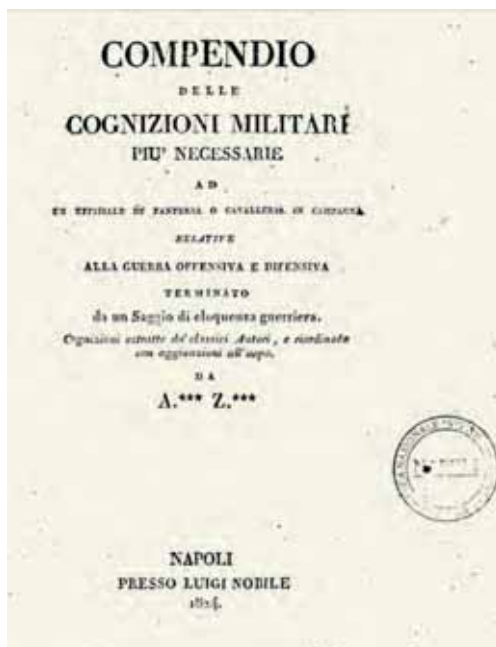 COMPENDIO
DELLE
COGNIZIONI MILITARI
PIU' NECESSARIE
AD
UN UFFIZIALE DI FANTERIA O CAVALLERIA IN CAMPAGNA
RELATIVE
ALLA GUERRA OFFENSIVA E DIFENSIVA
TERMINATO
da un Saggio di eloquenza guerriera.
Cognizioni estratte de' classici Autori, e riordinate
con aggiunzioni all'uopo.
DA
A.*** Z.***
NAPOLI
PRESSO LUIGI NOBILE
1824.